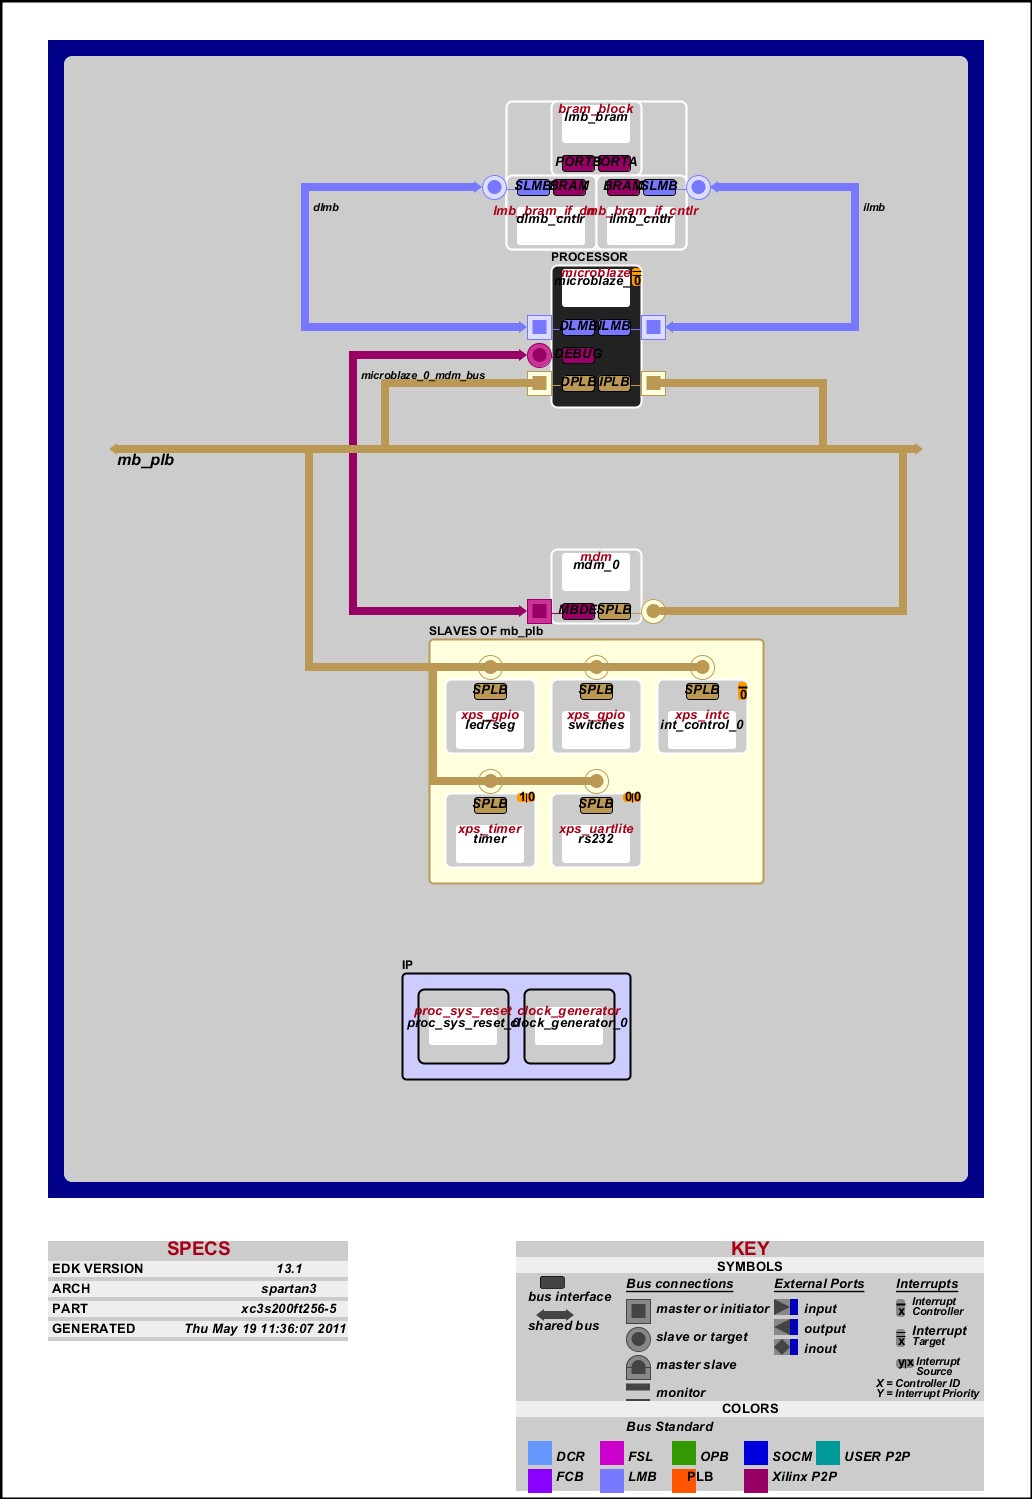 bram_block
lmb_bram
PORTB PORTA
SLMB BRAM BRAM SLMB
lmb_bram_if_cntlr lmb_bram_if_cntlr
dlmb_cntlr ilmb_cntlr
dlmb
ilmb
PROCESSOR
microblaze
microblaze_0
0
DLMB ILMB
DEBUG
microblaze_0_mdm_bus
DPLB IPLB
mb_plb
mdm
mdm_0
MBDE SPLB
SLAVES OF mb_plb
SPLB SPLB SPLB 0
xps_gpio xps_gpio xps_intc
led7seg switches int_control_0
1|0 0|0
SPLB SPLB
xps_timer xps_uartlite
timer rs232
IP
proc_sys_reset clock_generator
proc_sys_reset_0 clock_generator_0
SPECS
EDK VERSION 13.1
ARCH spartan3
PART xc3s200ft256-5
GENERATED Thu May 19 11:36:07 2011
KEY
SYMBOLS
bus interface
shared bus
Bus connections
master or initiator
slave or target
master slave
monitor
External Ports
input
output
inout
Interrupts
x Interrupt
Controller
x Interrupt
Target
y|x Interrupt
Source
X = Controller ID
Y = Interrupt Priority
COLORS
Bus Standard
DCR FSL OPB SOCM USER P2P
FCB LMB PLB Xilinx P2P